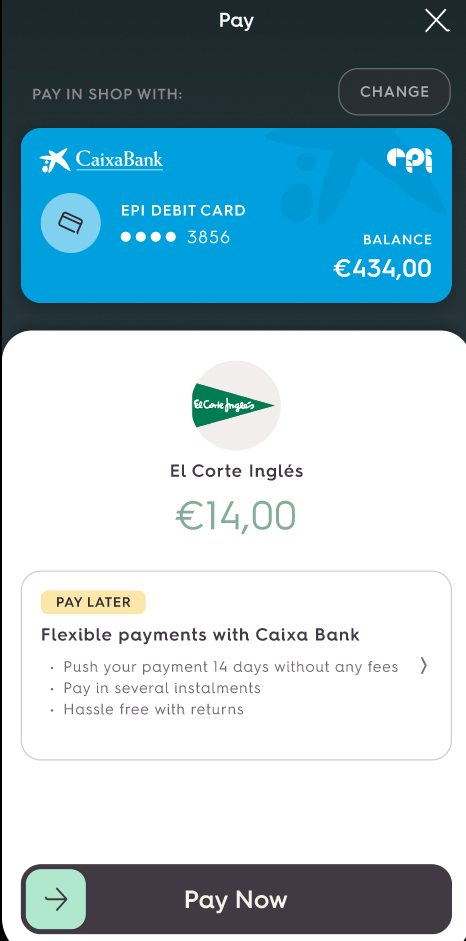 Pay
PAY IN SHOP WITH:
CHANGE
CaixaBank
epi
EPI DEBIT CARD
●●●● 3856
BALANCE
€434,00
El Corte Inglés
El Corte Inglés
€14,00
PAY LATER
Flexible payments with Caixa Bank
· Push your payment 14 days without any fees
· Pay in several instalments
· Hassle free with returns
Pay Now